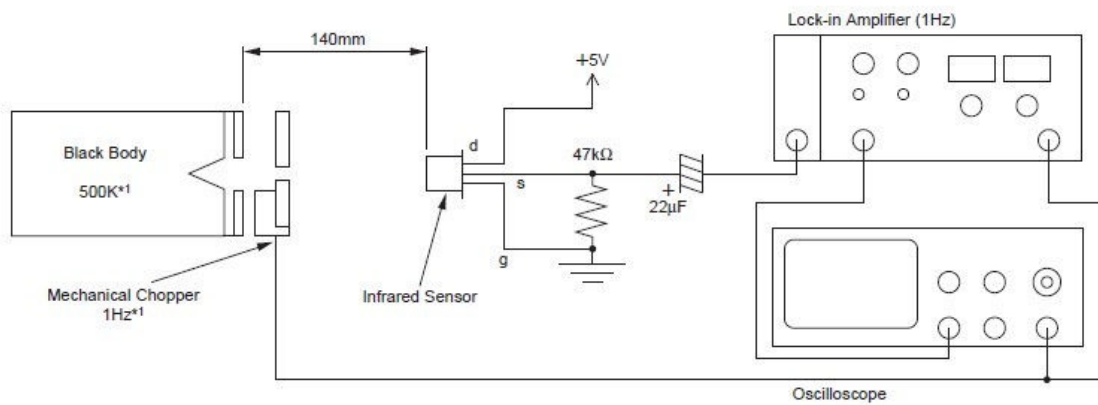 Lock-in Amplifier (1Hz)
140mm
+5V
Black Body
500K*1
d
47kΩ
s
+
22μF
g
Mechanical Chopper
1Hz*1
Infrared Sensor
Oscilloscope